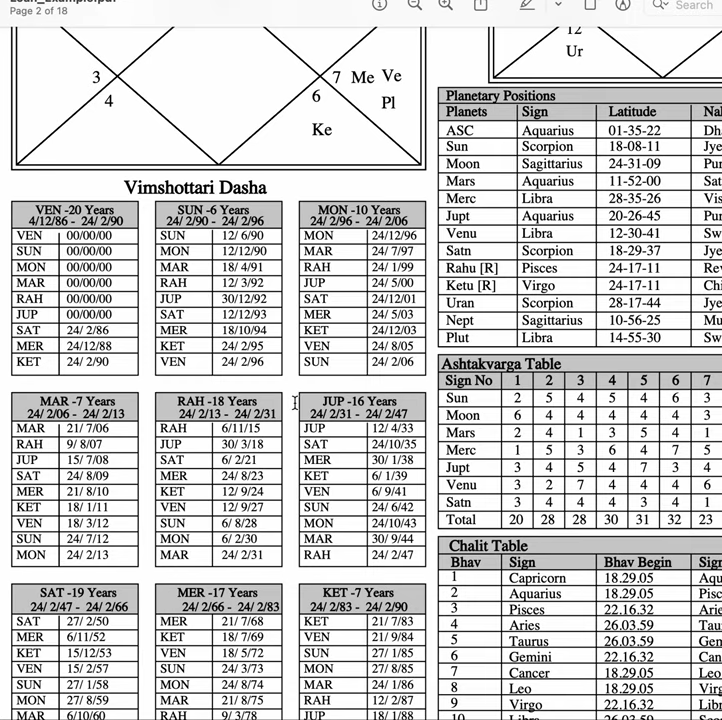 Page 2 of 18
Search
3
4
7 Me Ve
6 Pl
Ke
12
Ur
Vimshottari Dasha
VEN -20 Years
4/12/86 - 24/ 2/90
VEN 00/00/00
SUN 00/00/00
MON 00/00/00
MAR 00/00/00
RAH 00/00/00
JUP 00/00/00
SAT 24/ 2/86
MER 24/12/88
KET 24/ 2/90
SUN -6 Years
24/ 2/90 - 24/ 2/96
SUN 12/ 6/90
MON 12/12/90
MAR 18/ 4/91
RAH 12/ 3/92
JUP 30/12/92
SAT 12/12/93
MER 18/10/94
KET 24/ 2/95
VEN 24/ 2/96
MON -10 Years
24/ 2/96 - 24/ 2/06
MON 24/12/96
MAR 24/ 7/97
RAH 24/ 1/99
JUP 24/ 5/00
SAT 24/12/01
MER 24/ 5/03
KET 24/12/03
VEN 24/ 8/05
SUN 24/ 2/06
MAR -7 Years
24/ 2/06 - 24/ 2/13
MAR 21/ 7/06
RAH 9/ 8/07
JUP 15/ 7/08
SAT 24/ 8/09
MER 21/ 8/10
KET 18/ 1/11
VEN 18/ 3/12
SUN 24/ 7/12
MON 24/ 2/13
RAH -18 Years
24/ 2/13 - 24/ 2/31
RAH 6/11/15
JUP 30/ 3/18
SAT 6/ 2/21
MER 24/ 8/23
KET 12/ 9/24
VEN 12/ 9/27
SUN 6/ 8/28
MON 6/ 2/30
MAR 24/ 2/31
JUP -16 Years
24/ 2/31 - 24/ 2/47
JUP 12/ 4/33
SAT 24/10/35
MER 30/ 1/38
KET 6/ 1/39
VEN 6/ 9/41
SUN 24/ 6/42
MON 24/10/43
MAR 30/ 9/44
RAH 24/ 2/47
SAT -19 Years
24/ 2/47 - 24/ 2/66
SAT 27/ 2/50
MER 6/11/52
KET 15/12/53
VEN 15/ 2/57
SUN 27/ 1/58
MON 27/ 8/59
MAR 6/10/60
MER -17 Years
24/ 2/66 - 24/ 2/83
MER 21/ 7/68
KET 18/ 7/69
VEN 18/ 5/72
SUN 24/ 3/73
MON 24/ 8/74
MAR 21/ 8/75
RAH 9/ 3/78
KET -7 Years
24/ 2/83 - 24/ 2/90
KET 21/ 7/83
VEN 21/ 9/84
SUN 27/ 1/85
MON 27/ 8/85
MAR 24/ 1/86
RAH 12/ 2/87
JUP 18/ 1/88
Planetary Positions
Planets Sign Latitude Nal
ASC Aquarius 01-35-22 Dh
Sun Scorpion 18-08-11 Jye
Moon Sagittarius 24-31-09 Pur
Mars Aquarius 11-52-00 Sat
Merc Libra 28-35-26 Vis
Jupt Aquarius 20-26-45 Pur
Venu Libra 12-30-41 Sw
Satn Scorpion 18-29-37 Jye
Rahu [R] Pisces 24-17-11 Rev
Ketu [R] Virgo 24-17-11 Chi
Uran Scorpion 28-17-44 Jye
Nept Sagittarius 10-56-25 Mu
Plut Libra 14-55-30 Sw
Ashtakvarga Table
Sign No 1 2 3 4 5 6 7
Sun 2 5 4 5 4 6 3
Moon 6 4 4 4 4 4 3
Mars 2 4 1 3 5 4 1
Merc 1 5 3 6 4 7 5
Jupt 3 4 5 4 7 3 4
Venu 3 2 7 4 4 4 6
Satn 3 4 4 4 3 4 1
Total 20 28 28 30 31 32 23
Chalit Table
Bhav Sign Bhav Begin Sign
1 Capricorn 18.29.05 Aqu
2 Aquarius 18.29.05 Pisc
3 Pisces 22.16.32 Arie
4 Aries 26.03.59 Tau
5 Taurus 26.03.59 Gem
6 Gemini 22.16.32 Can
7 Cancer 18.29.05 Leo
8 Leo 18.29.05 Virg
9 Virgo 22.16.32 Libr
10 Libra 26.03.59